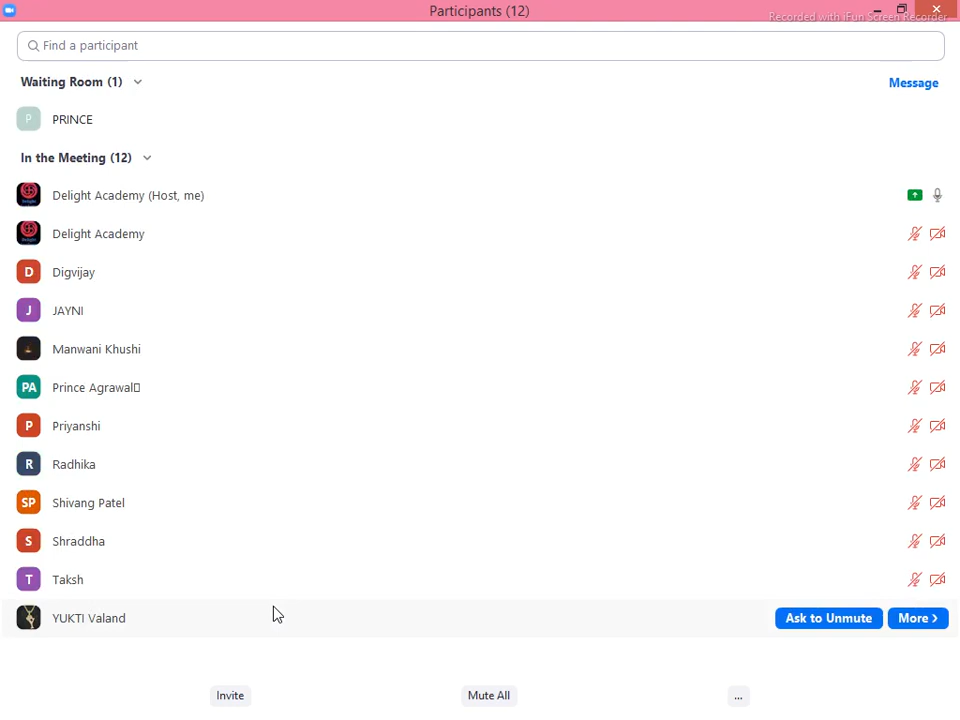 Participants (12)
Recorded with iFun Screen Recorder
Find a participant
Waiting Room (1)
Message
P PRINCE
In the Meeting (12)
Delight Academy (Host, me)
Delight Academy
D Digvijay
J JAYNI
Manwani Khushi
PA Prince Agrawal
P Priyanshi
R Radhika
SP Shivang Patel
S Shraddha
T Taksh
YUKTI Valand Ask to Unmute More >
Invite Mute All ...